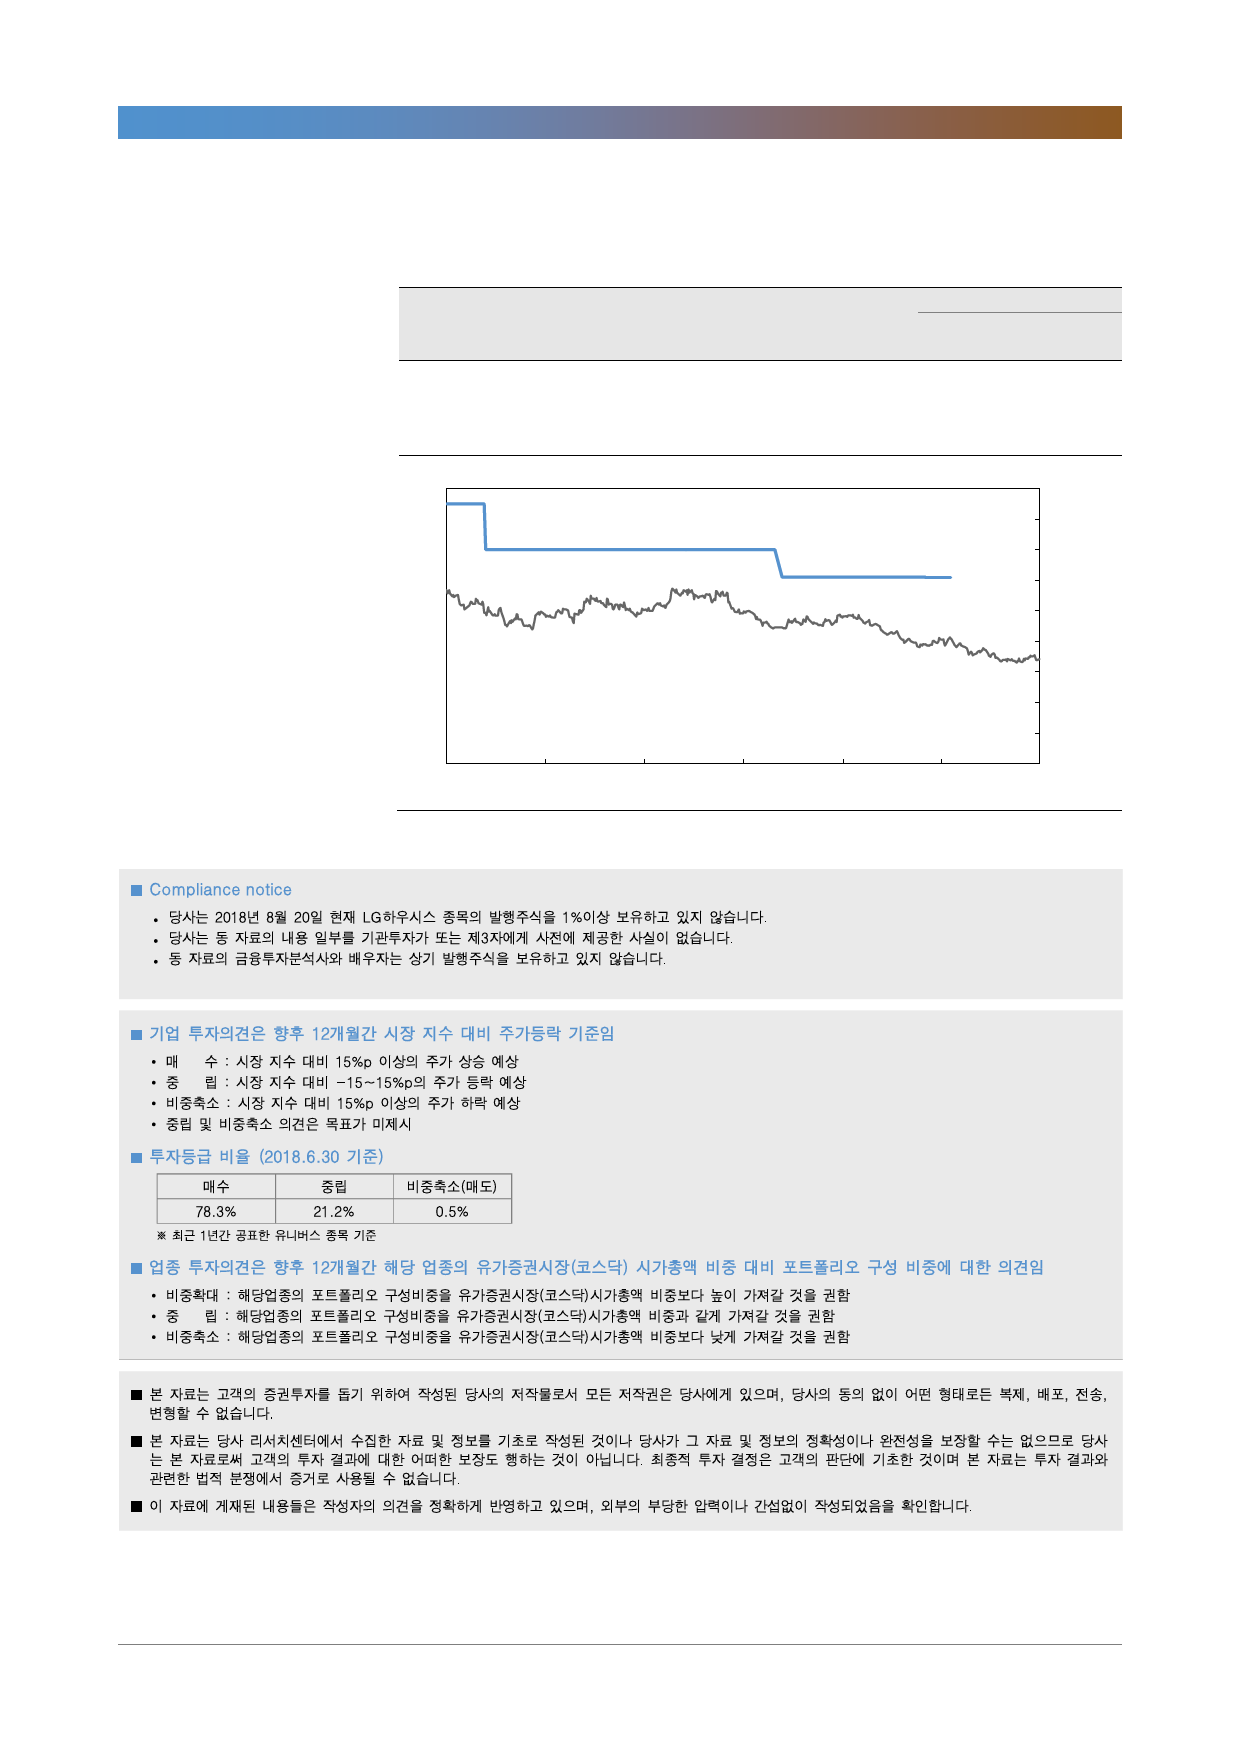 ■ Compliance notice
• 당사는 2018년 8월 20일 현재 LG하우시스 종목의 발행주식을 1%이상 보유하고 있지 않습니다.
• 당사는 동 자료의 내용 일부를 기관투자가 또는 제3자에게 사전에 제공한 사실이 없습니다.
• 동 자료의 금융투자분석사와 배우자는 상기 발행주식을 보유하고 있지 않습니다.
■ 기업 투자의견은 향후 12개월간 시장 지수 대비 주가등락 기준임
• 매 수 : 시장 지수 대비 15%p 이상의 주가 상승 예상
• 중 립 : 시장 지수 대비 -15~15%p의 주가 등락 예상
• 비중축소 : 시장 지수 대비 15%p 이상의 주가 하락 예상
• 중립 및 비중축소 의견은 목표가 미제시
■ 투자등급 비율 (2018.6.30 기준)
매수 중립 비중축소(매도)
78.3% 21.2% 0.5%
※ 최근 1년간 공표한 유니버스 종목 기준
■ 업종 투자의견은 향후 12개월간 해당 업종의 유가증권시장(코스닥) 시가총액 비중 대비 포트폴리오 구성 비중에 대한 의견임
• 비중확대 : 해당업종의 포트폴리오 구성비중을 유가증권시장(코스닥)시가총액 비중보다 높이 가져갈 것을 권함
• 중 립 : 해당업종의 포트폴리오 구성비중을 유가증권시장(코스닥)시가총액 비중과 같게 가져갈 것을 권함
• 비중축소 : 해당업종의 포트폴리오 구성비중을 유가증권시장(코스닥)시가총액 비중보다 낮게 가져갈 것을 권함
■ 본 자료는 고객의 증권투자를 돕기 위하여 작성된 당사의 저작물로서 모든 저작권은 당사에게 있으며, 당사의 동의 없이 어떤 형태로든 복제, 배포, 전송,
변형할 수 없습니다.
■ 본 자료는 당사 리서치센터에서 수집한 자료 및 정보를 기초로 작성된 것이나 당사가 그 자료 및 정보의 정확성이나 완전성을 보장할 수는 없으므로 당사
는 본 자료로써 고객의 투자 결과에 대한 어떠한 보장도 행하는 것이 아닙니다. 최종적 투자 결정은 고객의 판단에 기초한 것이며 본 자료는 투자 결과와
관련한 법적 분쟁에서 증거로 사용될 수 없습니다.
■ 이 자료에 게재된 내용들은 작성자의 의견을 정확하게 반영하고 있으며, 외부의 부당한 압력이나 간섭없이 작성되었음을 확인합니다.